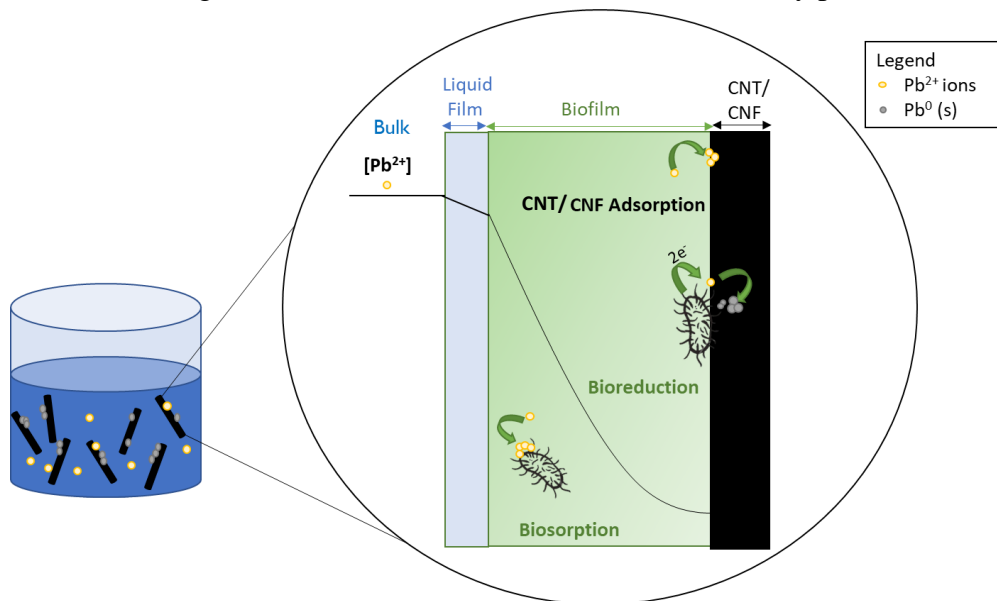 Legend
Pb²⁺ ions
Pb⁰ (s)
CNT/
CNF
Liquid
Film
Biofilm
Bulk
[Pb²⁺]
CNT/ CNF Adsorption
2e⁻
Bioreduction
Biosorption